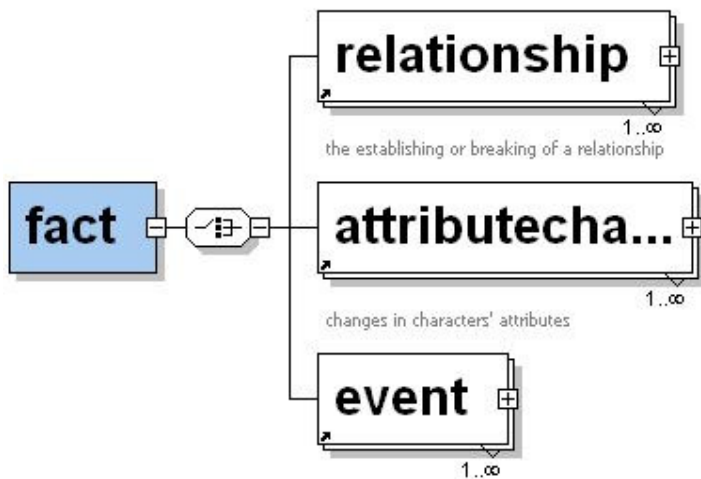 relationship
1..∞
the establishing or breaking of a relationship
fact
attributecha...
1..∞
changes in characters' attributes
event
1..∞